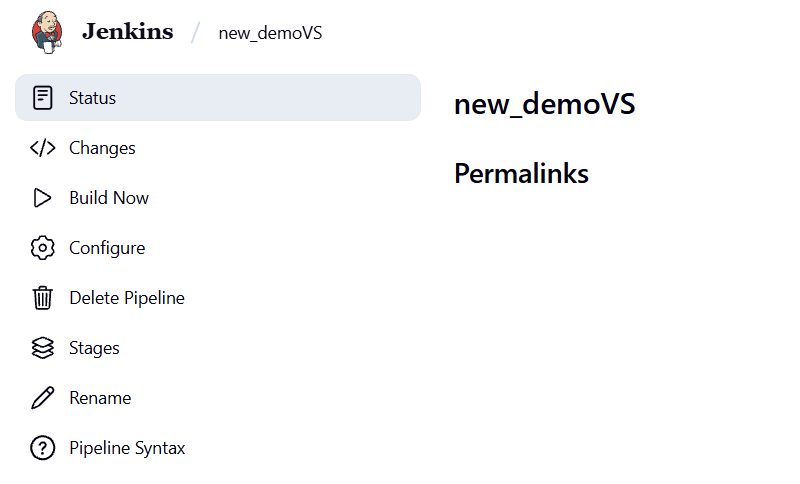 Jenkins / new_demoVS
Status
Changes
Build Now
Configure
Delete Pipeline
Stages
Rename
Pipeline Syntax
new_demoVS
Permalinks